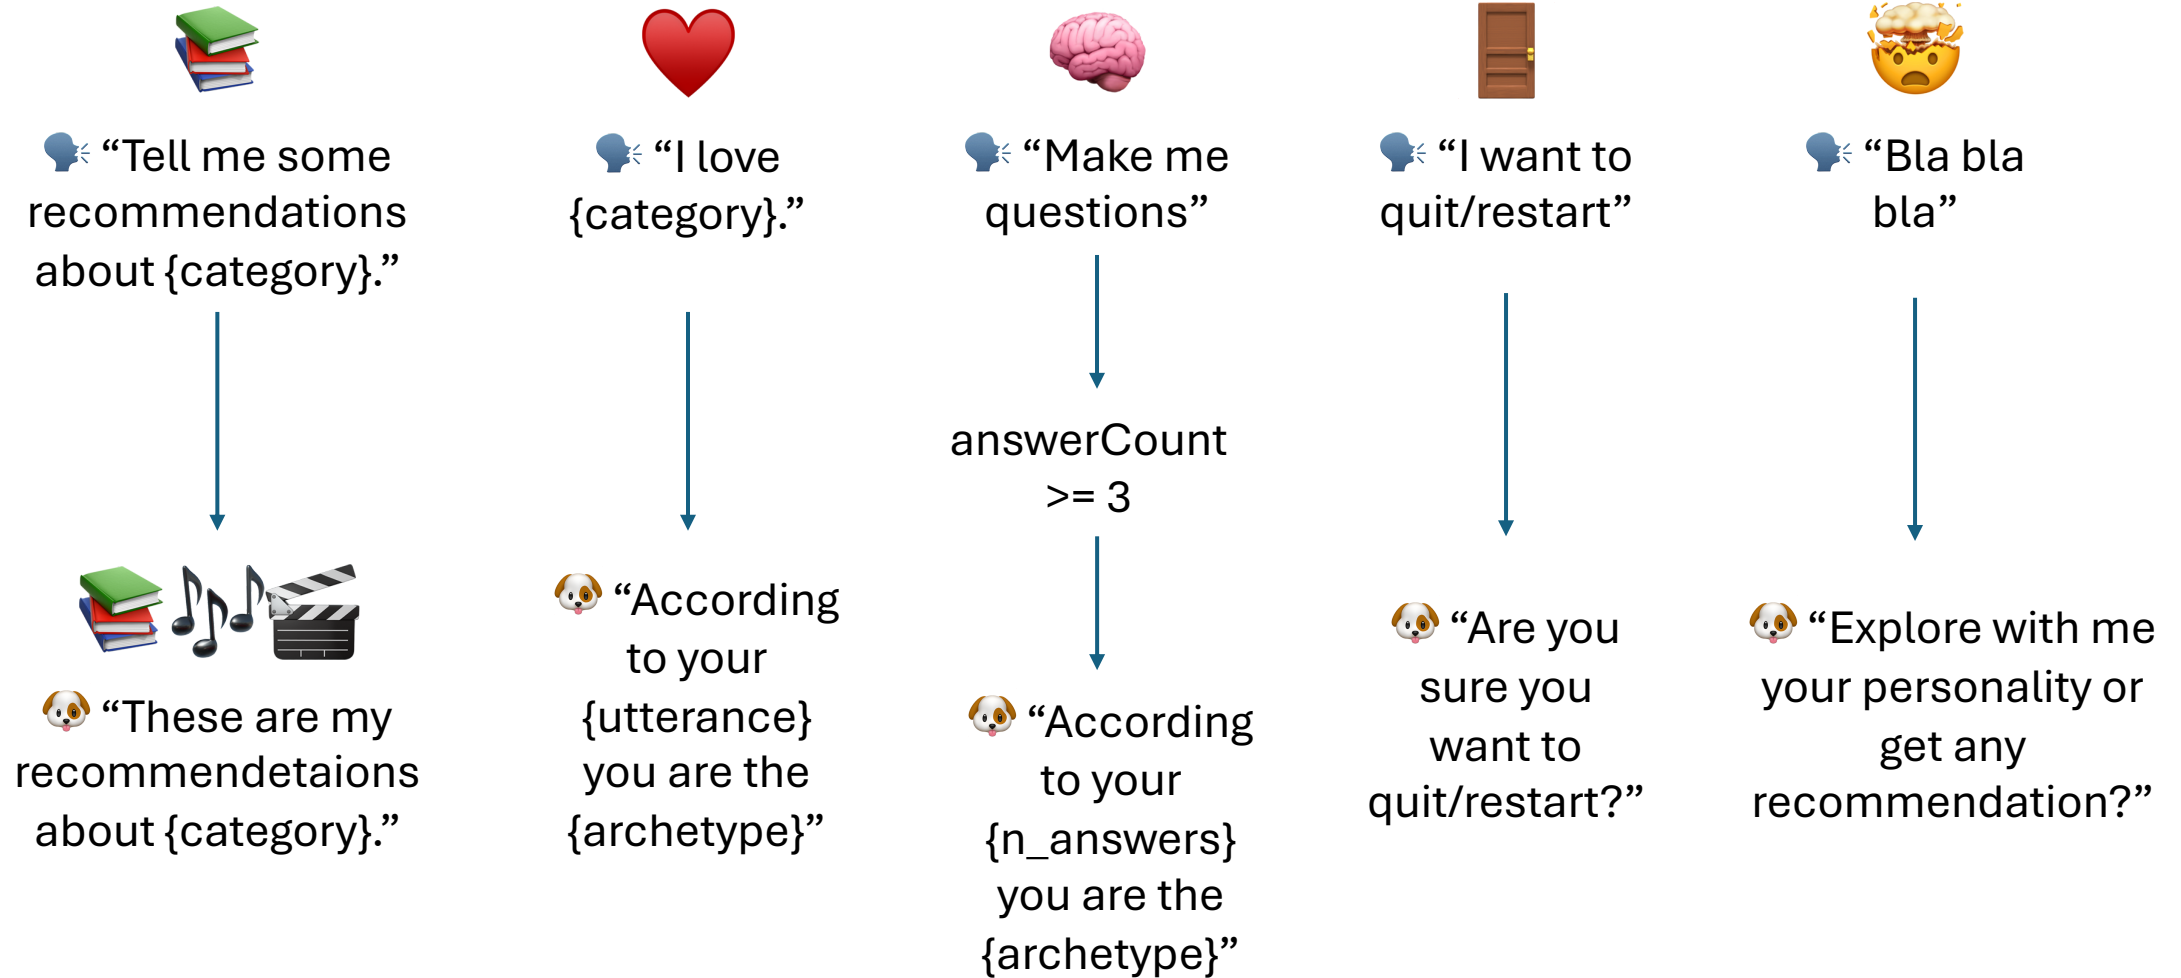 “Tell me some
recommendations
about {category}.”
“These are my
recommendetaions
about {category}.”
“I love
{category}.”
“According
to your
{utterance}
you are the
{archetype}”
“Make me
questions”
answerCount
>= 3
“According
to your
{n_answers}
you are the
{archetype}”
“I want to
quit/restart”
“Are you
sure you
want to
quit/restart?”
“Bla bla
bla”
“Explore with me
your personality or
get any
recommendation?”